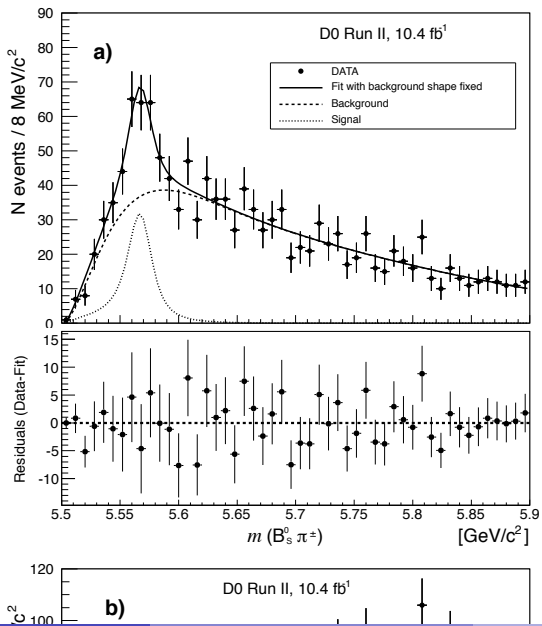 a)
D0 Run II, 10.4 fb⁻¹
DATA
Fit with background shape fixed
Background
Signal
N events / 8 MeV/c²
90
80
70
60
50
40
30
20
10
0
Residuals (Data-Fit)
15
10
5
0
-5
-10
5.5 5.55 5.6 5.65 5.7 5.75 5.8 5.85 5.9
m (B⁰ₛ π±) [GeV/c²]
b)
D0 Run II, 10.4 fb⁻¹
120
100